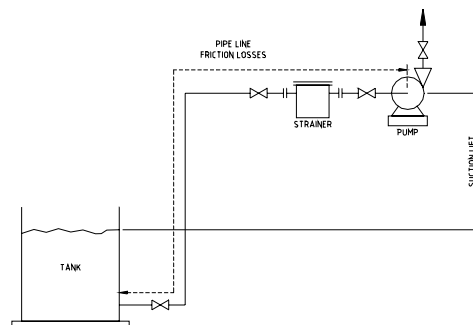 PIPE LINE
FRICTION LOSSES
STRAINER
PUMP
SUCTION LIFT
TANK